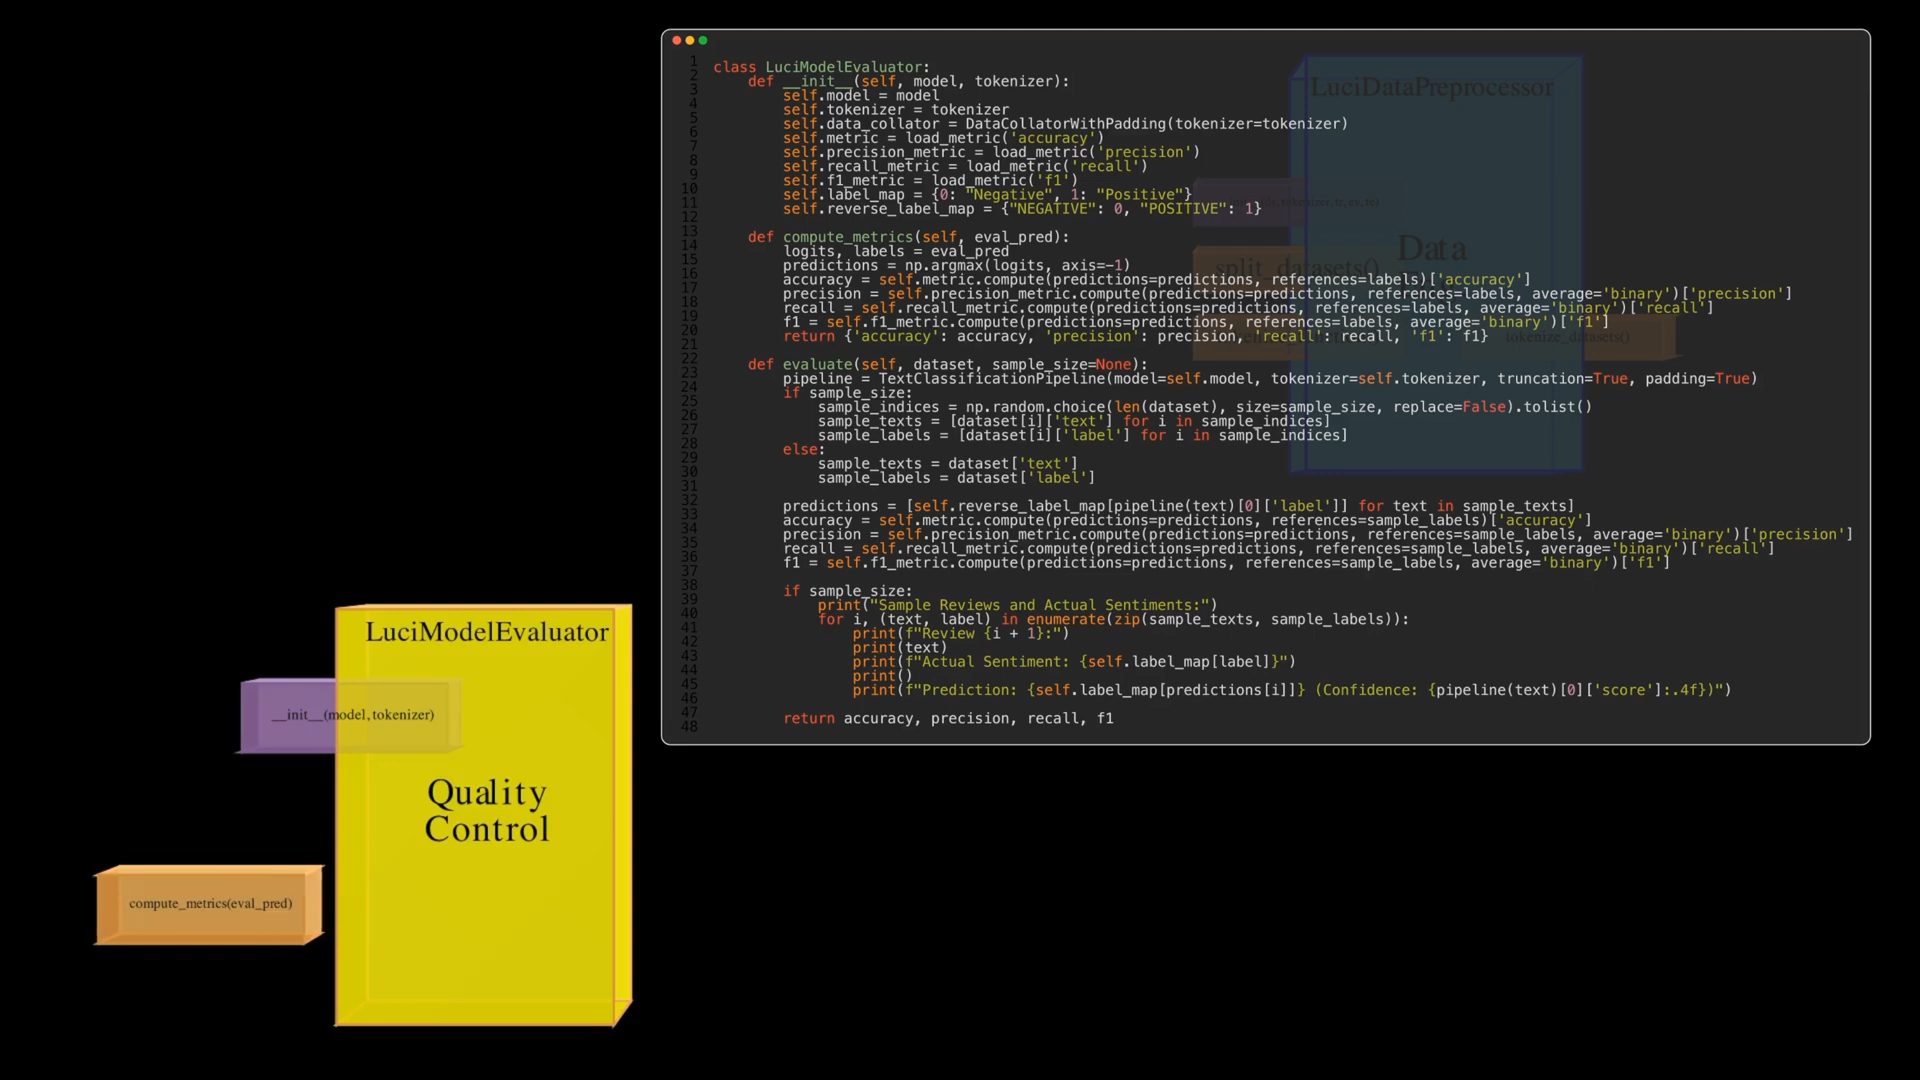 class LuciModelEvaluator:
def __init__(self, model, tokenizer):
self.model = model
self.tokenizer = tokenizer
self.data_collator = DataCollatorWithPadding(tokenizer=tokenizer)
self.metric = load_metric('accuracy')
self.precision_metric = load_metric('precision')
self.recall_metric = load_metric('recall')
self.f1_metric = load_metric('f1')
self.label_map = {0: "Negative", 1: "Positive"}
self.reverse_label_map = {"NEGATIVE": 0, "POSITIVE": 1}
def compute_metrics(self, eval_pred):
logits, labels = eval_pred
predictions = np.argmax(logits, axis=-1)
accuracy = self.metric.compute(predictions=predictions, references=labels)['accuracy']
precision = self.precision_metric.compute(predictions=predictions, references=labels, average='binary')['precision']
recall = self.recall_metric.compute(predictions=predictions, references=labels, average='binary')['recall']
f1 = self.f1_metric.compute(predictions=predictions, references=labels, average='binary')['f1']
return {'accuracy': accuracy, 'precision': precision, 'recall': recall, 'f1': f1}
def evaluate(self, dataset, sample_size=None):
pipeline = TextClassificationPipeline(model=self.model, tokenizer=self.tokenizer, truncation=True, padding=True)
if sample_size:
sample_indices = np.random.choice(len(dataset), size=sample_size, replace=False).tolist()
sample_texts = [dataset[i]['text'] for i in sample_indices]
sample_labels = [dataset[i]['label'] for i in sample_indices]
else:
sample_texts = dataset['text']
sample_labels = dataset['label']
predictions = [self.reverse_label_map[pipeline(text)[0]['label']] for text in sample_texts]
accuracy = self.metric.compute(predictions=predictions, references=sample_labels)['accuracy']
precision = self.precision_metric.compute(predictions=predictions, references=sample_labels, average='binary')['precision']
recall = self.recall_metric.compute(predictions=predictions, references=sample_labels, average='binary')['recall']
f1 = self.f1_metric.compute(predictions=predictions, references=sample_labels, average='binary')['f1']
if sample_size:
print("Sample Reviews and Actual Sentiments:")
for i, (text, label) in enumerate(zip(sample_texts, sample_labels)):
print(f"Review {i + 1}:")
print(text)
print(f"Actual Sentiment: {self.label_map[label]}")
print()
print(f"Prediction: {self.label_map[predictions[i]]} (Confidence: {pipeline(text)[0]['score']:.4f})")
return accuracy, precision, recall, f1
LuciDataPreprocessor
Data
split_datasets()
tokenize_datasets()
LuciModelEvaluator
__init__(model, tokenizer)
Quality
Control
compute_metrics(eval_pred)